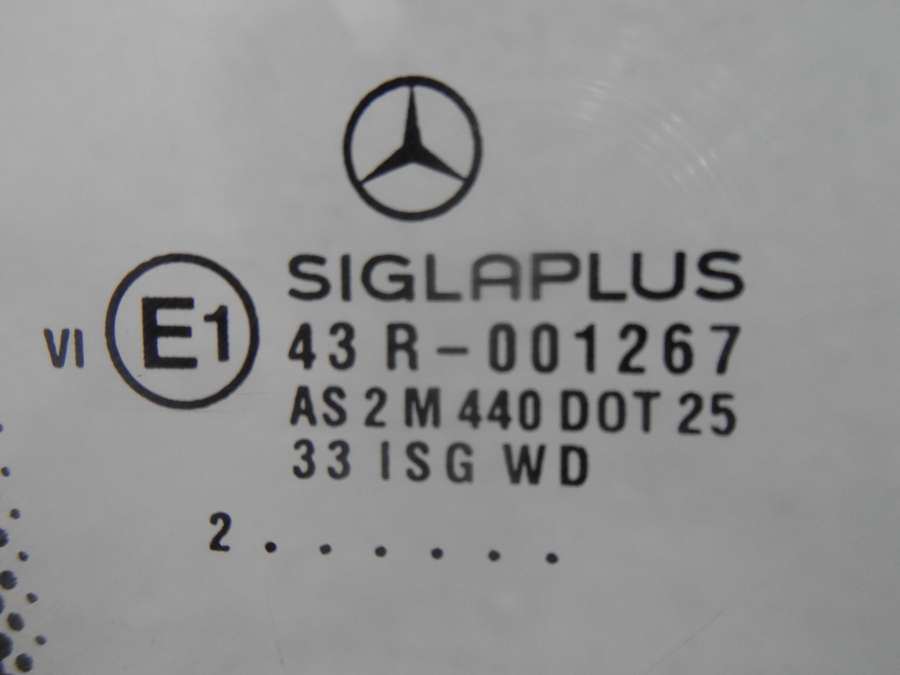 SIGLAPLUS
VI E1 43 R-001267
AS 2 M 440 DOT 25
33 ISG WD
2 . . . . . .